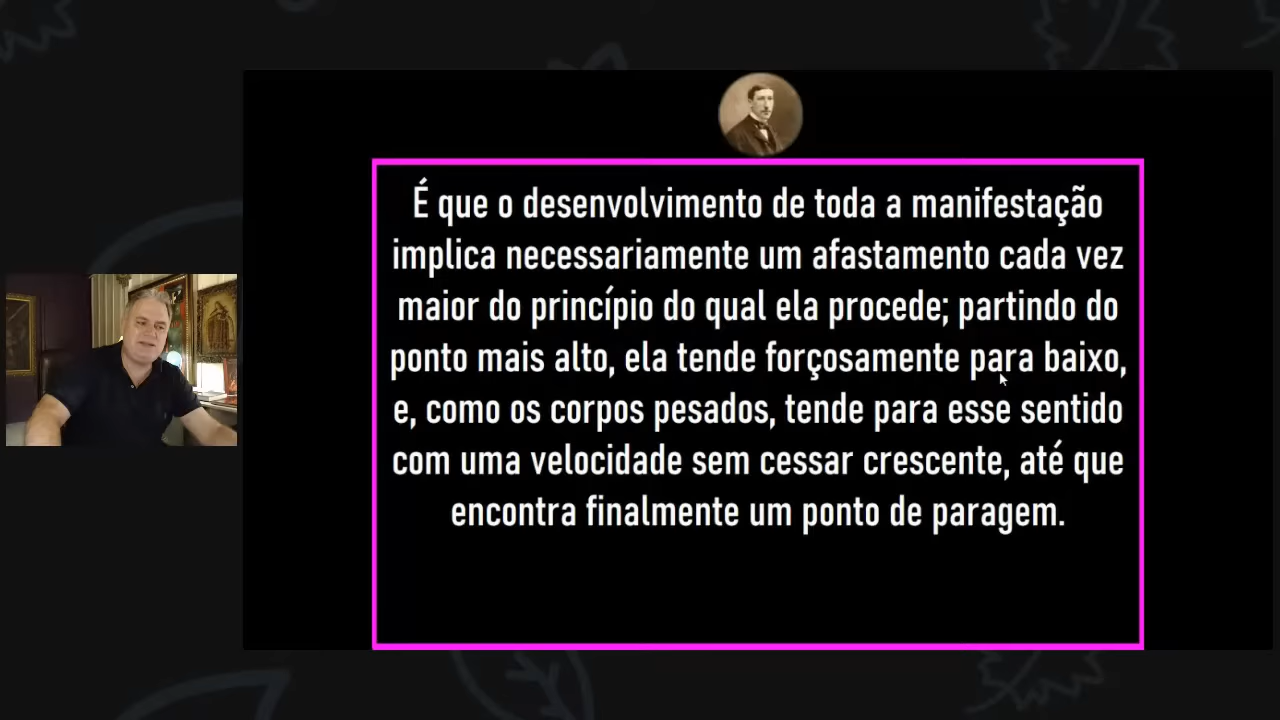 É que o desenvolvimento de toda a manifestação
implica necessariamente um afastamento cada vez
maior do princípio do qual ela procede; partindo do
ponto mais alto, ela tende forçosamente para baixo,
e, como os corpos pesados, tende para esse sentido
com uma velocidade sem cessar crescente, até que
encontra finalmente um ponto de paragem.